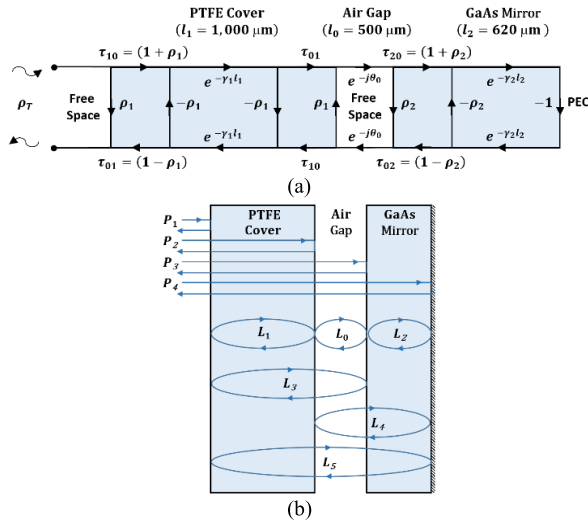 PTFE Cover Air Gap GaAs Mirror
(l₁ = 1,000 μm) (l₀ = 500 μm) (l₂ = 620 μm)
τ₁₀ = (1 + ρ₁) τ₀₁ τ₂₀ = (1 + ρ₂)
e^{−γ₁l₁} e^{−jθ₀} e^{−γ₂l₂}
ρ_T Free Space ρ₁ −ρ₁ −ρ₁ ρ₁ Free Space ρ₂ −ρ₂ −1 PEC
e^{−γ₁l₁} e^{−jθ₀} e^{−γ₂l₂}
τ₀₁ = (1 − ρ₁) τ₁₀ τ₀₂ = (1 − ρ₂)
(a)
PTFE Air GaAs
Cover Gap Mirror
P₁
P₂
P₃
P₄
L₁ L₀ L₂
L₃
L₄
L₅
(b)